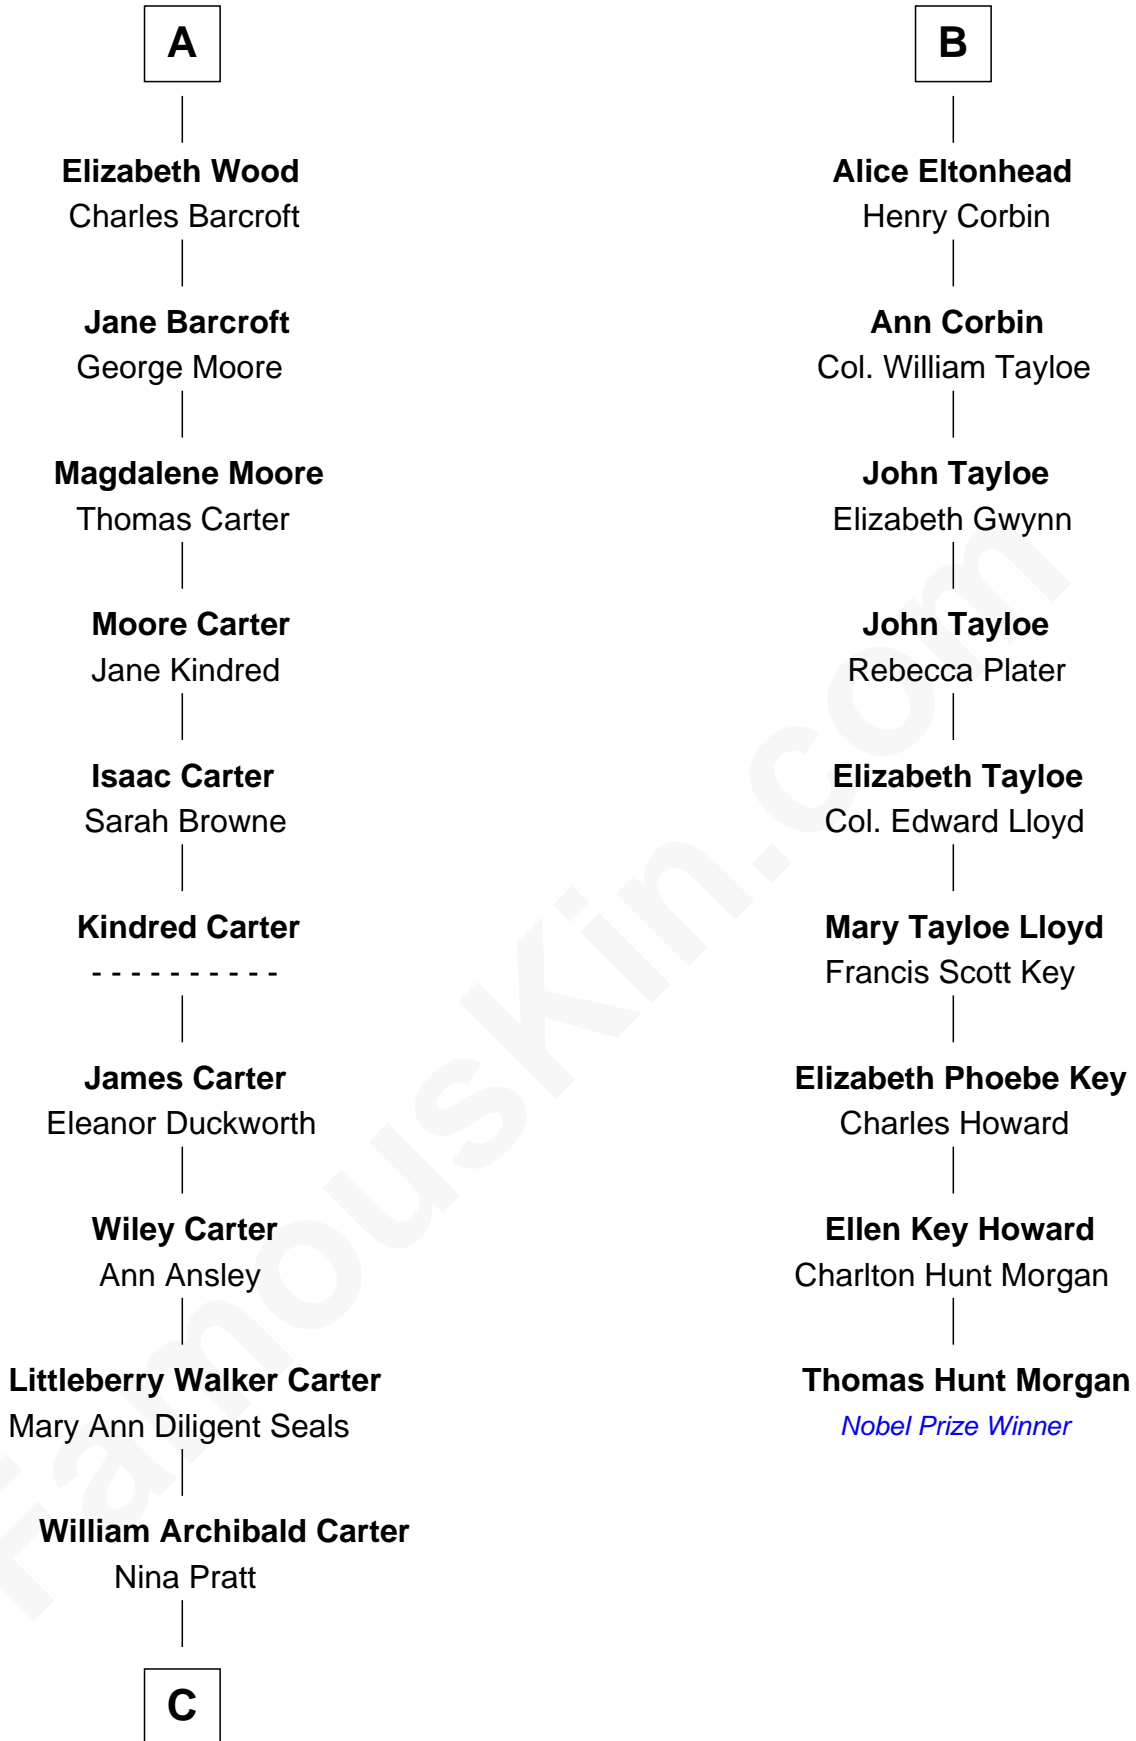 A
Elizabeth Wood
Charles Barcroft
Jane Barcroft
George Moore
Magdalene Moore
Thomas Carter
Moore Carter
Jane Kindred
Isaac Carter
Sarah Browne
Kindred Carter
- - - - - - - - - -
James Carter
Eleanor Duckworth
Wiley Carter
Ann Ansley
Littleberry Walker Carter
Mary Ann Diligent Seals
William Archibald Carter
Nina Pratt
C
B
Alice Eltonhead
Henry Corbin
Ann Corbin
Col. William Tayloe
John Tayloe
Elizabeth Gwynn
John Tayloe
Rebecca Plater
Elizabeth Tayloe
Col. Edward Lloyd
Mary Tayloe Lloyd
Francis Scott Key
Elizabeth Phoebe Key
Charles Howard
Ellen Key Howard
Charlton Hunt Morgan
Thomas Hunt Morgan
Nobel Prize Winner
FamousKin.com